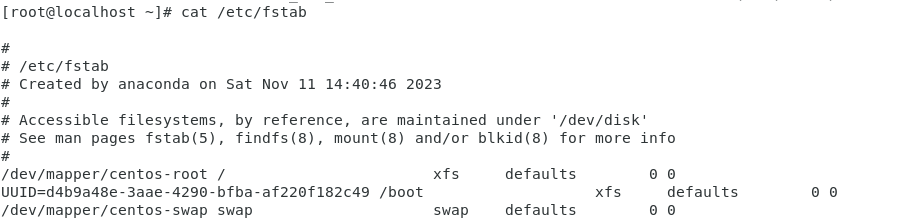 [root@localhost ~]# cat /etc/fstab
#
# /etc/fstab
# Created by anaconda on Sat Nov 11 14:40:46 2023
#
# Accessible filesystems, by reference, are maintained under '/dev/disk'
# See man pages fstab(5), findfs(8), mount(8) and/or blkid(8) for more info
#
/dev/mapper/centos-root /                       xfs     defaults        0 0
UUID=d4b9a48e-3aae-4290-bfba-af220f182c49 /boot                   xfs     defaults        0 0
/dev/mapper/centos-swap swap                    swap    defaults        0 0